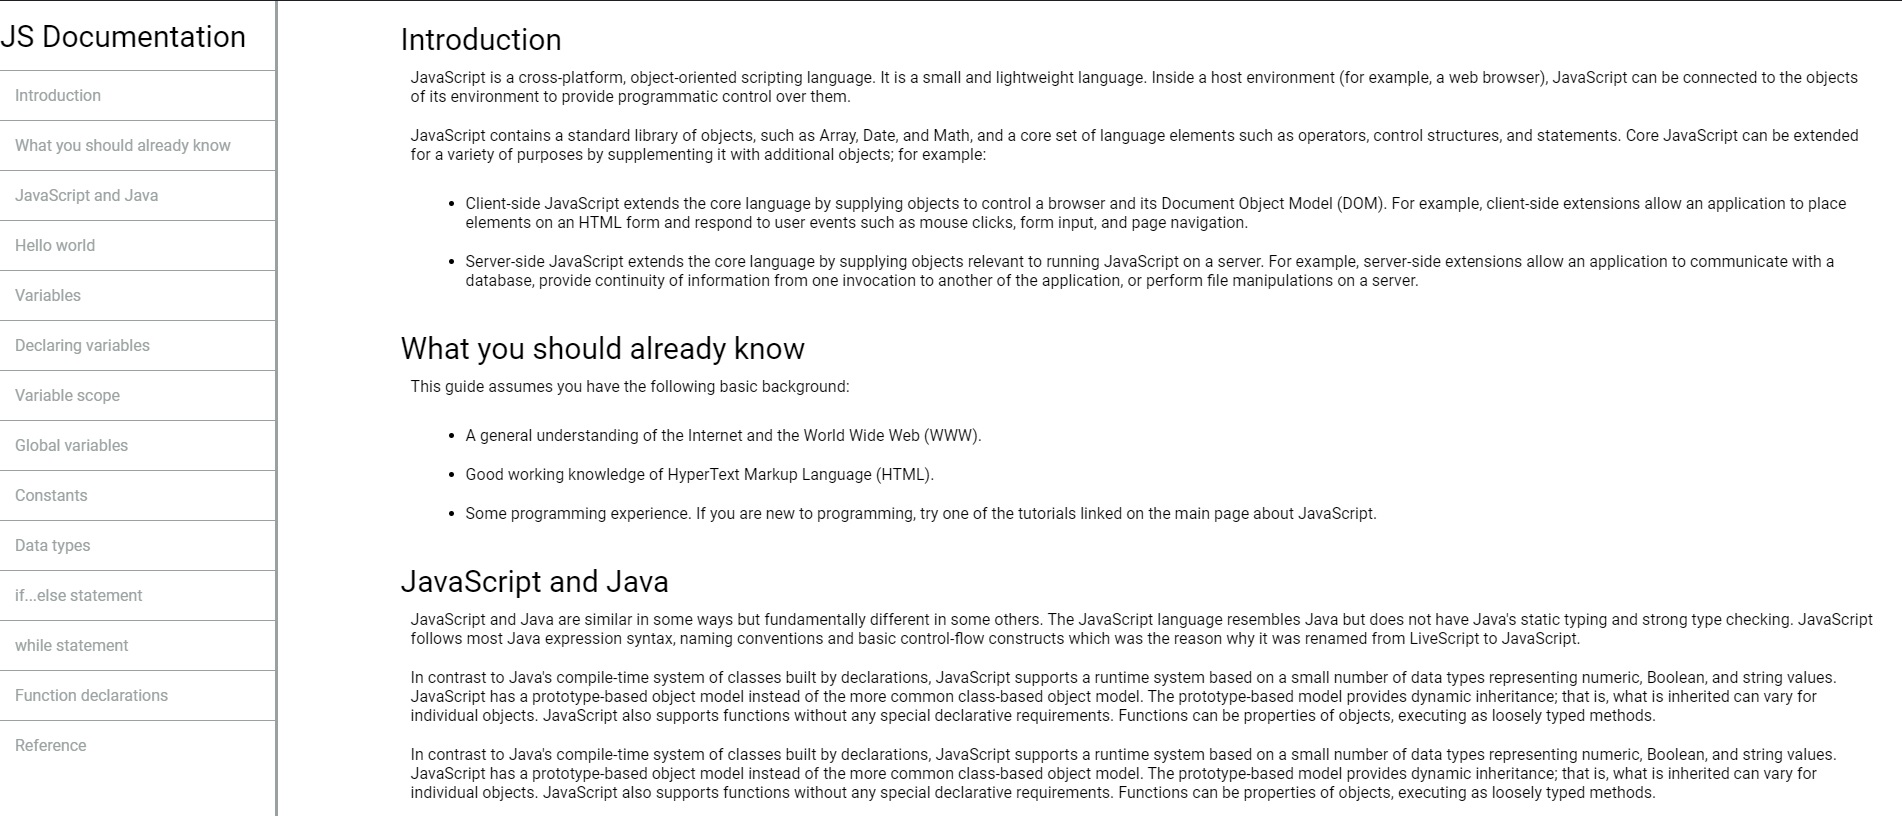 JS Documentation
Introduction
What you should already know
JavaScript and Java
Hello world
Variables
Declaring variables
Variable scope
Global variables
Constants
Data types
if...else statement
while statement
Function declarations
Reference
Introduction
JavaScript is a cross-platform, object-oriented scripting language. It is a small and lightweight language. Inside a host environment (for example, a web browser), JavaScript can be connected to the objects
of its environment to provide programmatic control over them.
JavaScript contains a standard library of objects, such as Array, Date, and Math, and a core set of language elements such as operators, control structures, and statements. Core JavaScript can be extended
for a variety of purposes by supplementing it with additional objects; for example:
• Client-side JavaScript extends the core language by supplying objects to control a browser and its Document Object Model (DOM). For example, client-side extensions allow an application to place
elements on an HTML form and respond to user events such as mouse clicks, form input, and page navigation.
• Server-side JavaScript extends the core language by supplying objects relevant to running JavaScript on a server. For example, server-side extensions allow an application to communicate with a
database, provide continuity of information from one invocation to another of the application, or perform file manipulations on a server.
What you should already know
This guide assumes you have the following basic background:
• A general understanding of the Internet and the World Wide Web (WWW).
• Good working knowledge of HyperText Markup Language (HTML).
• Some programming experience. If you are new to programming, try one of the tutorials linked on the main page about JavaScript.
JavaScript and Java
JavaScript and Java are similar in some ways but fundamentally different in some others. The JavaScript language resembles Java but does not have Java's static typing and strong type checking. JavaScript
follows most Java expression syntax, naming conventions and basic control-flow constructs which was the reason why it was renamed from LiveScript to JavaScript.
In contrast to Java's compile-time system of classes built by declarations, JavaScript supports a runtime system based on a small number of data types representing numeric, Boolean, and string values.
JavaScript has a prototype-based object model instead of the more common class-based object model. The prototype-based model provides dynamic inheritance; that is, what is inherited can vary for
individual objects. JavaScript also supports functions without any special declarative requirements. Functions can be properties of objects, executing as loosely typed methods.
In contrast to Java's compile-time system of classes built by declarations, JavaScript supports a runtime system based on a small number of data types representing numeric, Boolean, and string values.
JavaScript has a prototype-based object model instead of the more common class-based object model. The prototype-based model provides dynamic inheritance; that is, what is inherited can vary for
individual objects. JavaScript also supports functions without any special declarative requirements. Functions can be properties of objects, executing as loosely typed methods.